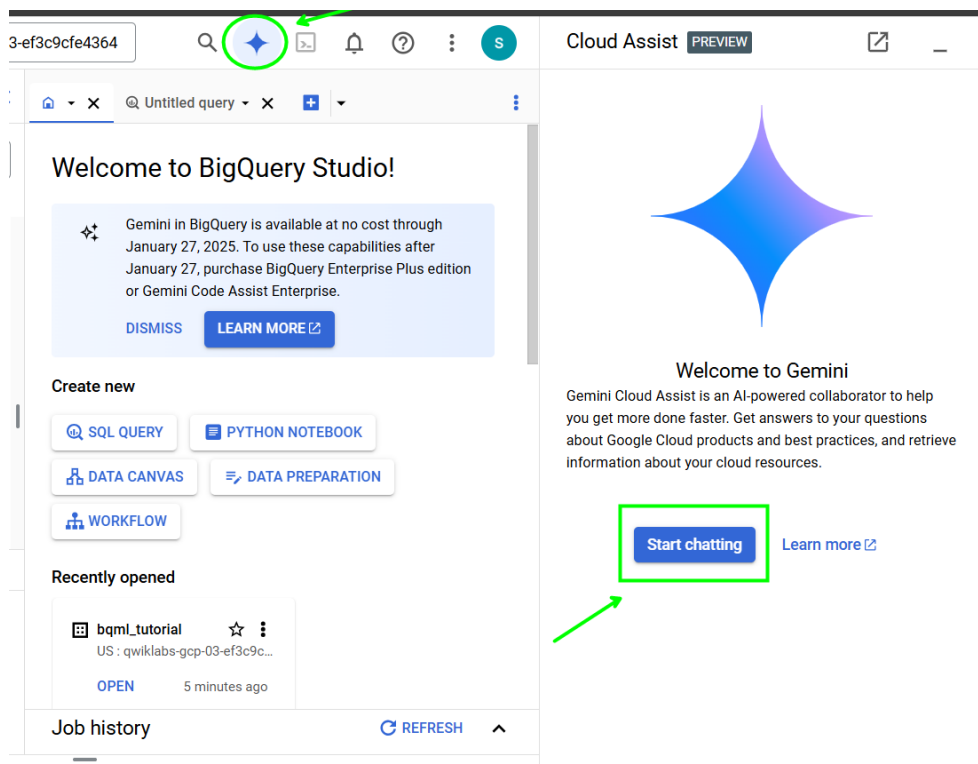 3-ef3c9cfe4364
S
Untitled query
Welcome to BigQuery Studio!
Gemini in BigQuery is available at no cost through
January 27, 2025. To use these capabilities after
January 27, purchase BigQuery Enterprise Plus edition
or Gemini Code Assist Enterprise.
DISMISS LEARN MORE
Create new
SQL QUERY PYTHON NOTEBOOK
DATA CANVAS DATA PREPARATION
WORKFLOW
Recently opened
bqml_tutorial
US : qwiklabs-gcp-03-ef3c9c...
OPEN 5 minutes ago
Job history REFRESH
Cloud Assist PREVIEW
Welcome to Gemini
Gemini Cloud Assist is an AI-powered collaborator to help
you get more done faster. Get answers to your questions
about Google Cloud products and best practices, and retrieve
information about your cloud resources.
Start chatting Learn more